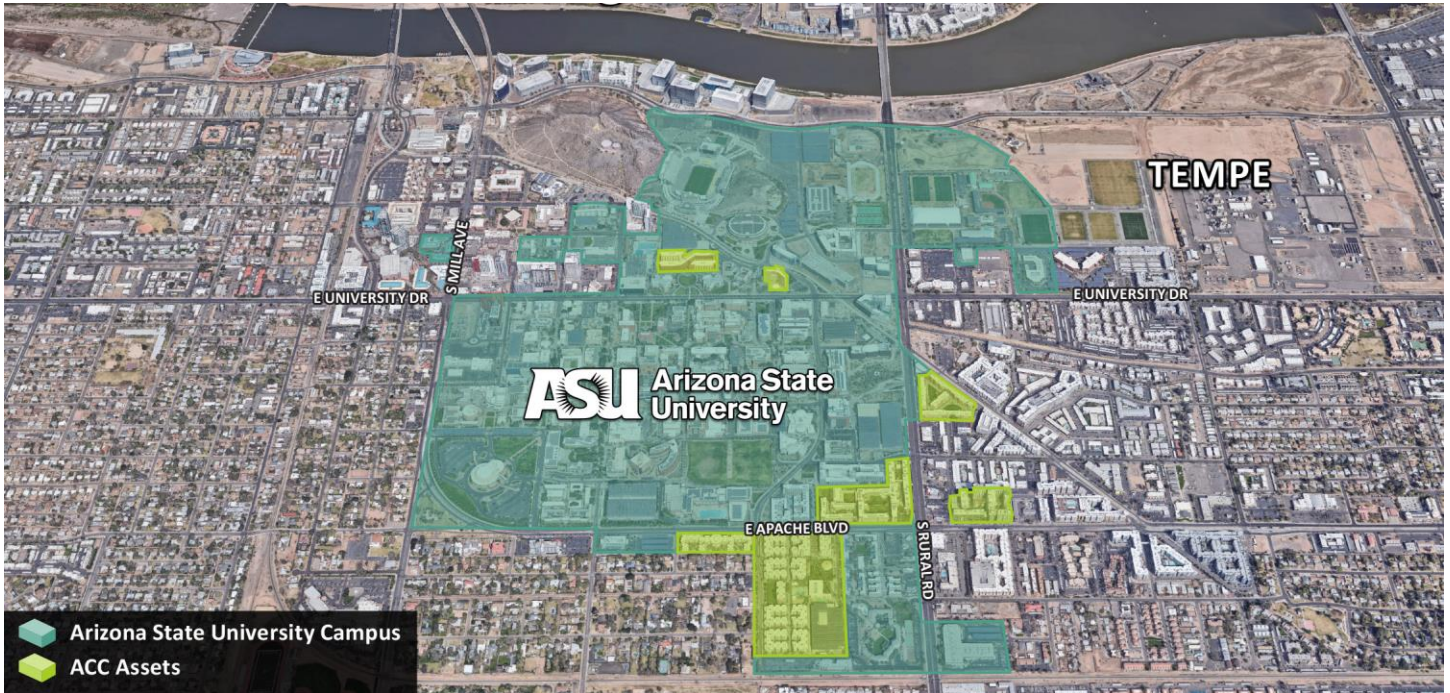 TEMPE
S MILL AVE
E UNIVERSITY DR
E UNIVERSITY DR
ASU Arizona State
University
E APACHE BLVD
S RURAL RD
Arizona State University Campus
ACC Assets